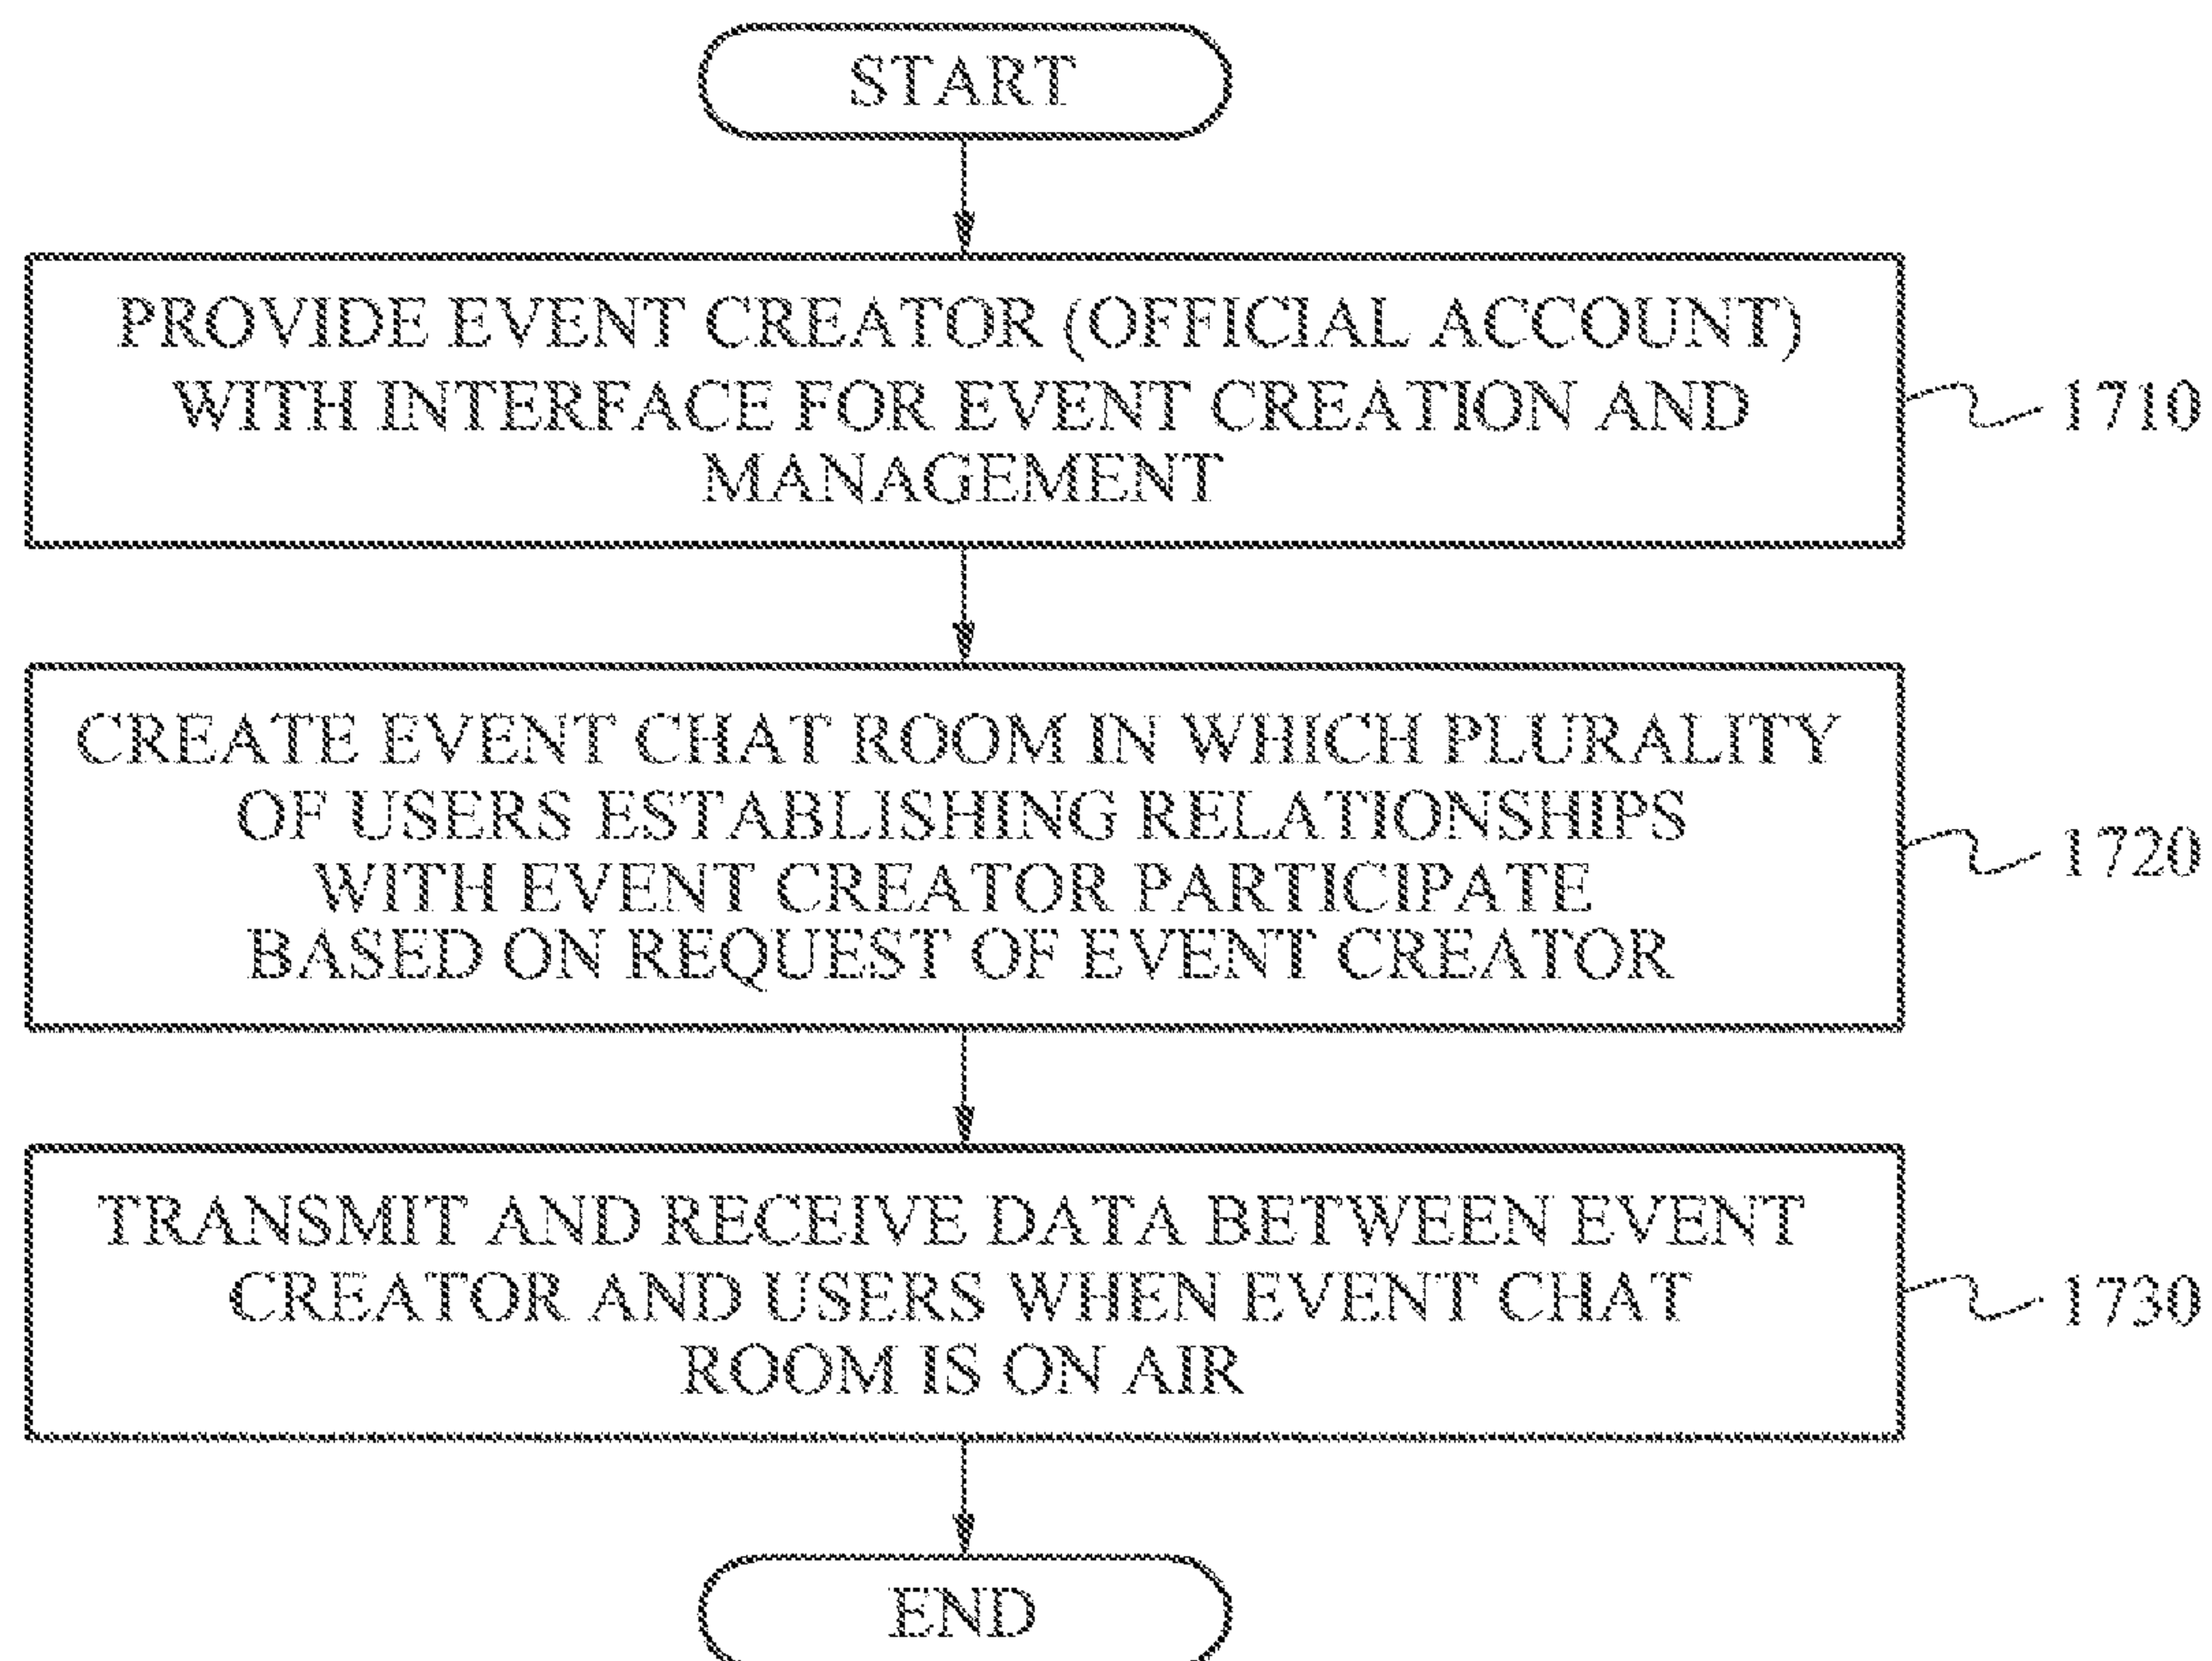 START
PROVIDE EVENT CREATOR (OFFICIAL ACCOUNT)
WITH INTERFACE FOR EVENT CREATION AND
MANAGEMENT
1710
CREATE EVENT CHAT ROOM IN WHICH PLURALITY
OF USERS ESTABLISHING RELATIONSHIPS
WITH EVENT CREATOR PARTICIPATE
BASED ON REQUEST OF EVENT CREATOR
1720
TRANSMIT AND RECEIVE DATA BETWEEN EVENT
CREATOR AND USERS WHEN EVENT CHAT
ROOM IS ON AIR
1730
END